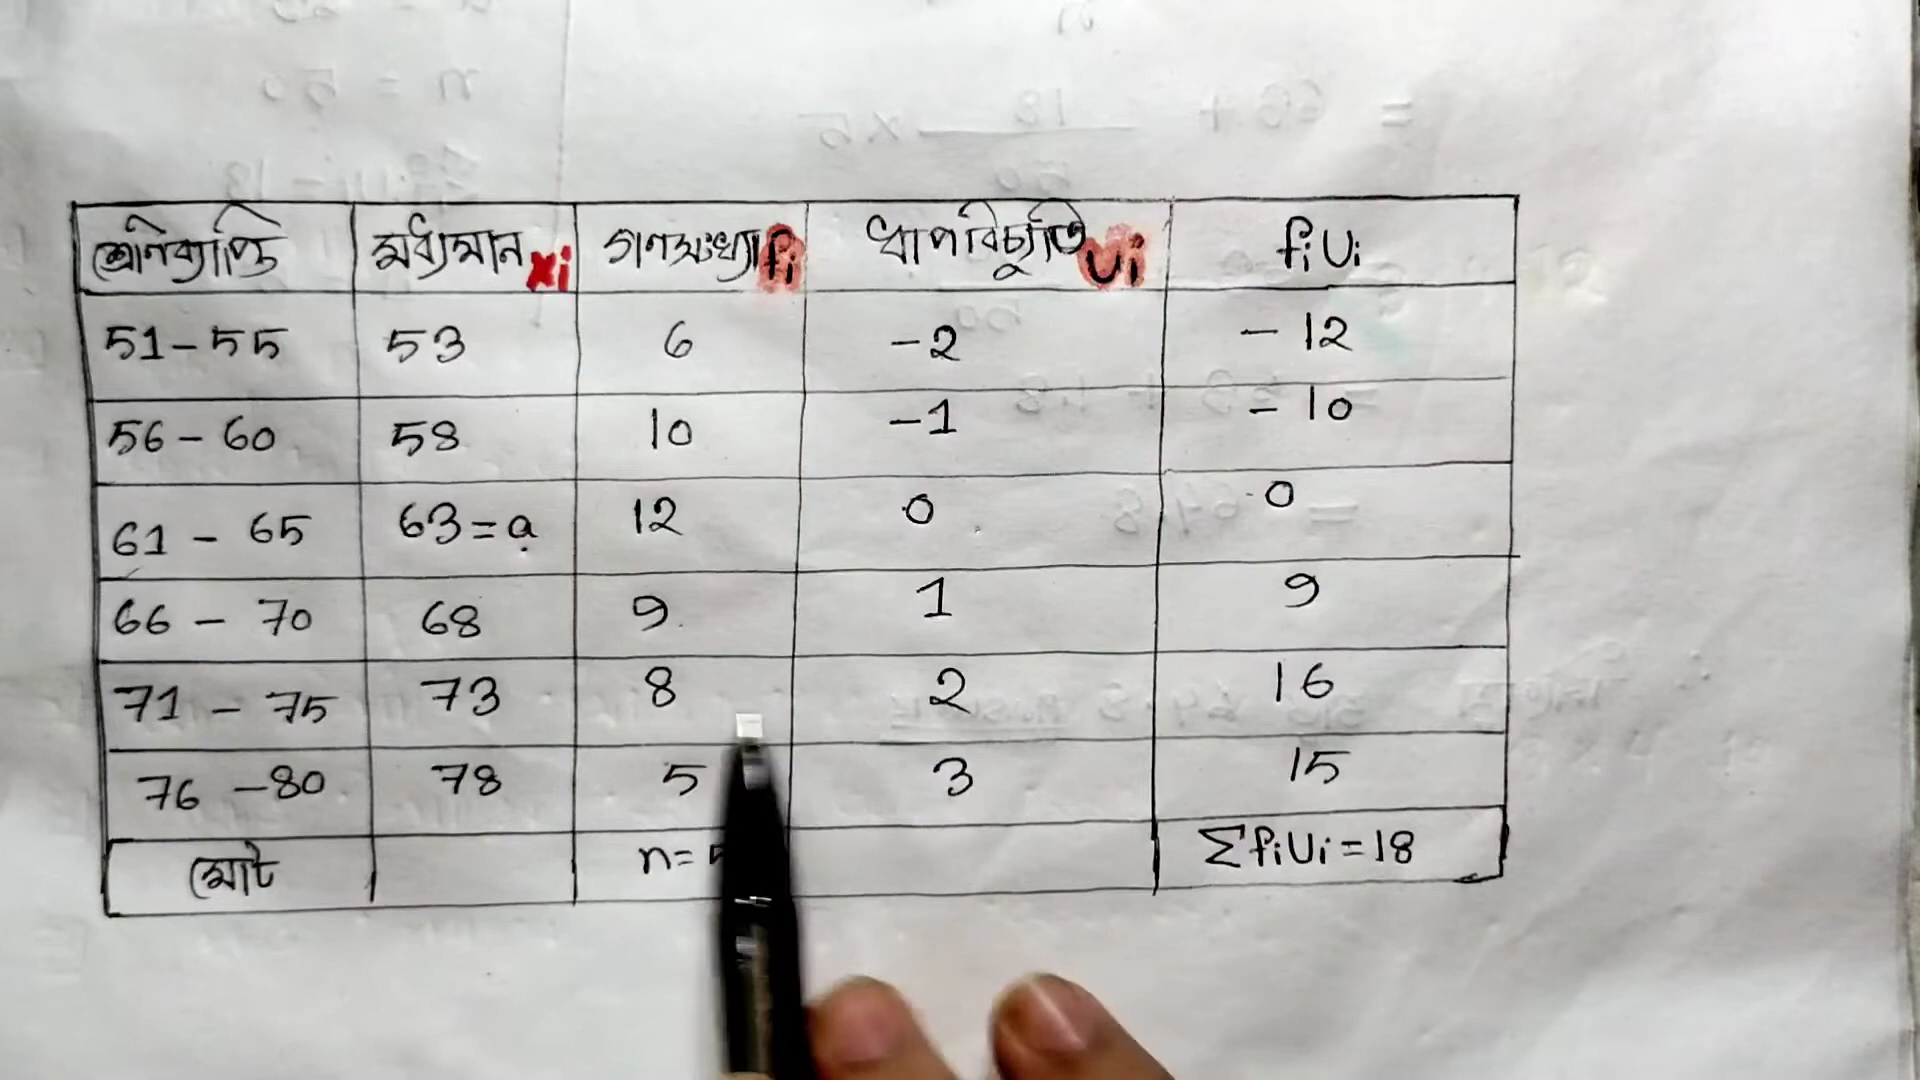 শ্রেনিব্যাপ্তি মধ্যমান xi গণসংখ্যা fi ধাপবিচ্যুতি Ui fiUi
51-55 53 6 -2 - 12
56 - 60 58 10 -1 - 10
61 - 65 63=a 12 0 0
66 - 70 68 9 1 9
71 - 75 73 8 2 16
76 -80 78 5 3 15
মোট n= ΣfiUi=18